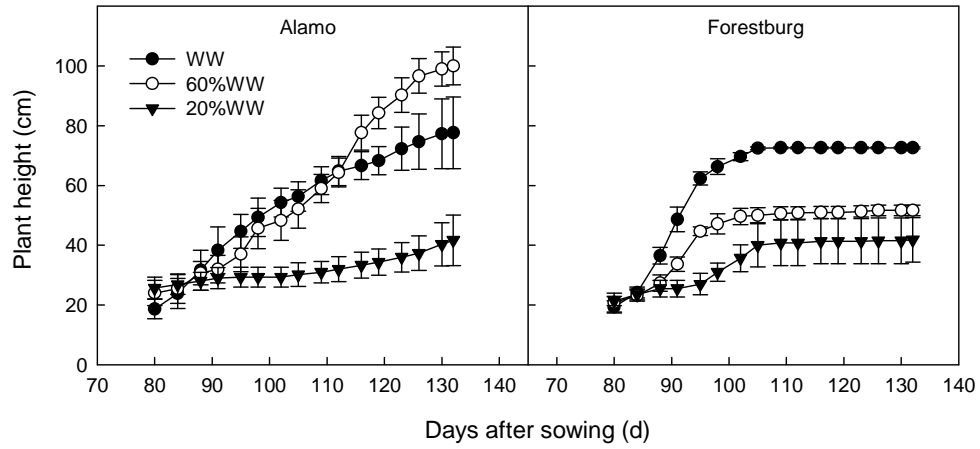 Alamo
Forestburg
WW
60%WW
20%WW
Plant height (cm)
100
80
60
40
20
0
70 80 90 100 110 120 130 140
70 80 90 100 110 120 130 140
Days after sowing (d)